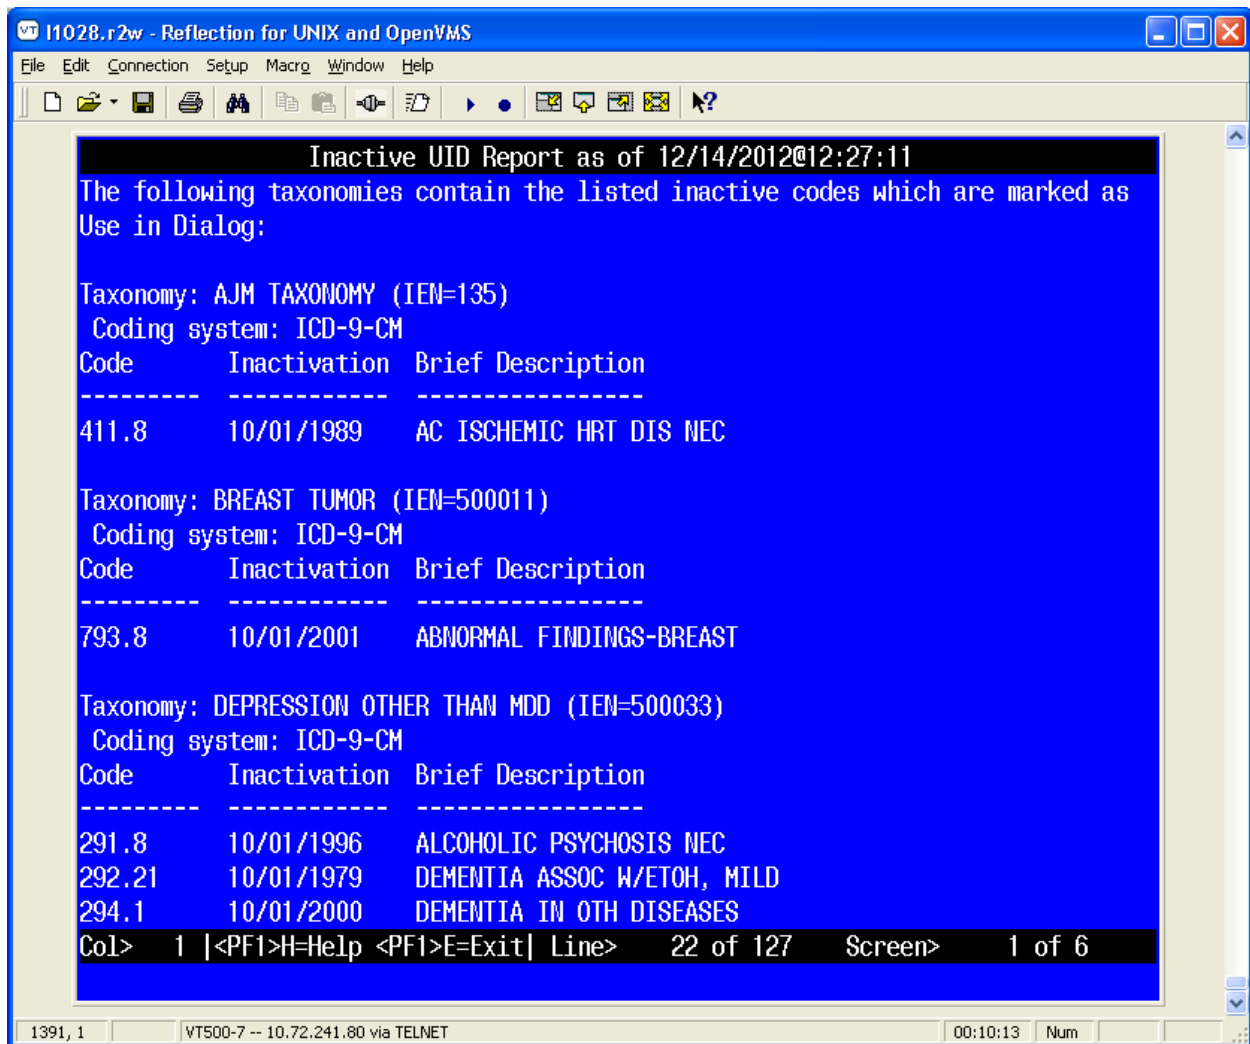 I1028.r2w - Reflection for UNIX and OpenVMS
File Edit Connection Setup Macro Window Help
Inactive UID Report as of 12/14/2012@12:27:11
The following taxonomies contain the listed inactive codes which are marked as
Use in Dialog:
Taxonomy: AJM TAXONOMY (IEN=135)
Coding system: ICD-9-CM
Code Inactivation Brief Description
--------- ------------ -----------------
411.8 10/01/1989 AC ISCHEMIC HRT DIS NEC
Taxonomy: BREAST TUMOR (IEN=500011)
Coding system: ICD-9-CM
Code Inactivation Brief Description
--------- ------------ -----------------
793.8 10/01/2001 ABNORMAL FINDINGS-BREAST
Taxonomy: DEPRESSION OTHER THAN MDD (IEN=500033)
Coding system: ICD-9-CM
Code Inactivation Brief Description
--------- ------------ -----------------
291.8 10/01/1996 ALCOHOLIC PSYCHOSIS NEC
292.21 10/01/1979 DEMENTIA ASSOC W/ETOH, MILD
294.1 10/01/2000 DEMENTIA IN OTH DISEASES
Col> 1 |<PF1>H=Help <PF1>E=Exit| Line> 22 of 127 Screen> 1 of 6
1391, 1 VT500-7 -- 10.72.241.80 via TELNET 00:10:13 Num